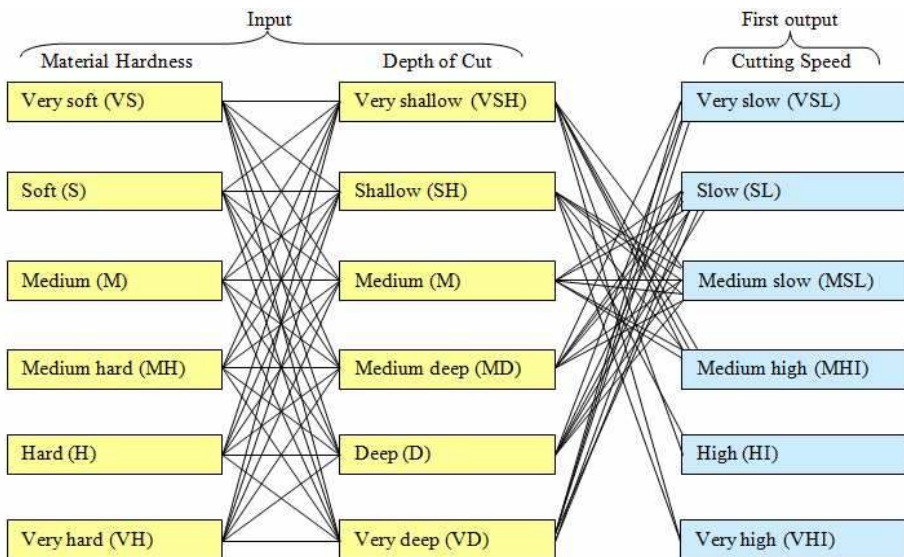 Input
First output
Material Hardness
Depth of Cut
Cutting Speed
Very soft (VS)
Very shallow (VSH)
Very slow (VSL)
Soft (S)
Shallow (SH)
Slow (SL)
Medium (M)
Medium (M)
Medium slow (MSL)
Medium hard (MH)
Medium deep (MD)
Medium high (MHI)
Hard (H)
Deep (D)
High (HI)
Very hard (VH)
Very deep (VD)
Very high (VHI)